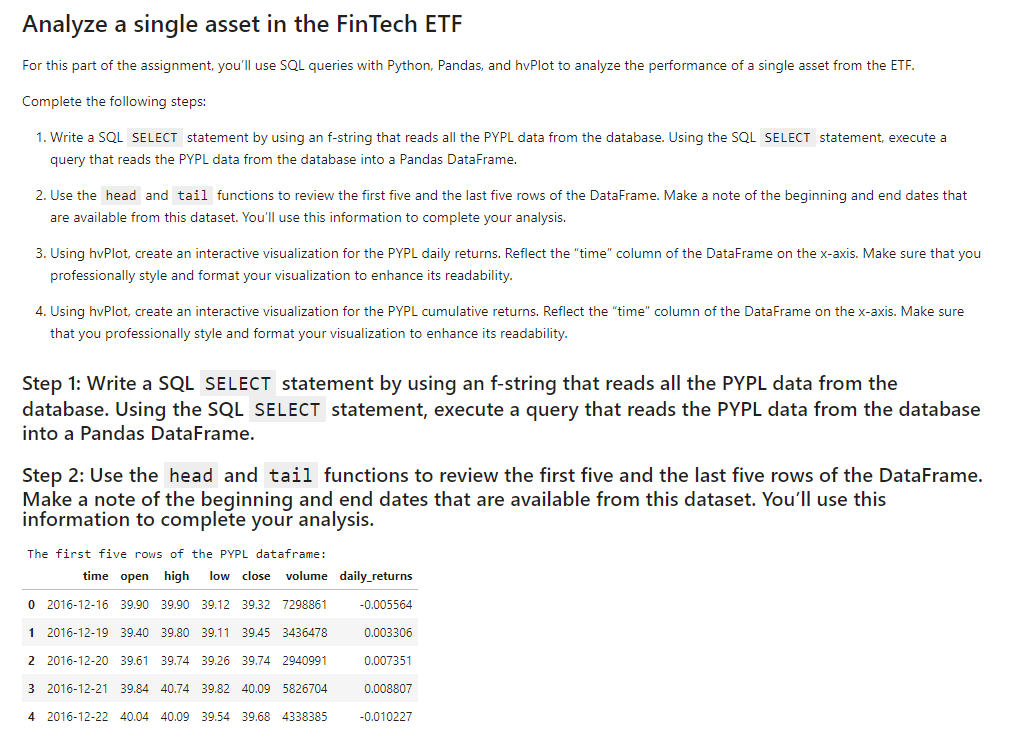 Analyze a single asset in the FinTech ETF
For this part of the assignment, you’ll use SQL queries with Python, Pandas, and hvPlot to analyze the performance of a single asset from the ETF.
Complete the following steps:
1. Write a SQL SELECT statement by using an f-string that reads all the PYPL data from the database. Using the SQL SELECT statement, execute a
query that reads the PYPL data from the database into a Pandas DataFrame.
2. Use the head and tail functions to review the first five and the last five rows of the DataFrame. Make a note of the beginning and end dates that
are available from this dataset. You’ll use this information to complete your analysis.
3. Using hvPlot, create an interactive visualization for the PYPL daily returns. Reflect the “time” column of the DataFrame on the x-axis. Make sure that you
professionally style and format your visualization to enhance its readability.
4. Using hvPlot, create an interactive visualization for the PYPL cumulative returns. Reflect the “time” column of the DataFrame on the x-axis. Make sure
that you professionally style and format your visualization to enhance its readability.
Step 1: Write a SQL SELECT statement by using an f-string that reads all the PYPL data from the
database. Using the SQL SELECT statement, execute a query that reads the PYPL data from the database
into a Pandas DataFrame.
Step 2: Use the head and tail functions to review the first five and the last five rows of the DataFrame.
Make a note of the beginning and end dates that are available from this dataset. You’ll use this
information to complete your analysis.
The first five rows of the PYPL dataframe:
time open high low close volume daily_returns
0 2016-12-16 39.90 39.90 39.12 39.32 7298861 -0.005564
1 2016-12-19 39.40 39.80 39.11 39.45 3436478 0.003306
2 2016-12-20 39.61 39.74 39.26 39.74 2940991 0.007351
3 2016-12-21 39.84 40.74 39.82 40.09 5826704 0.008807
4 2016-12-22 40.04 40.09 39.54 39.68 4338385 -0.010227